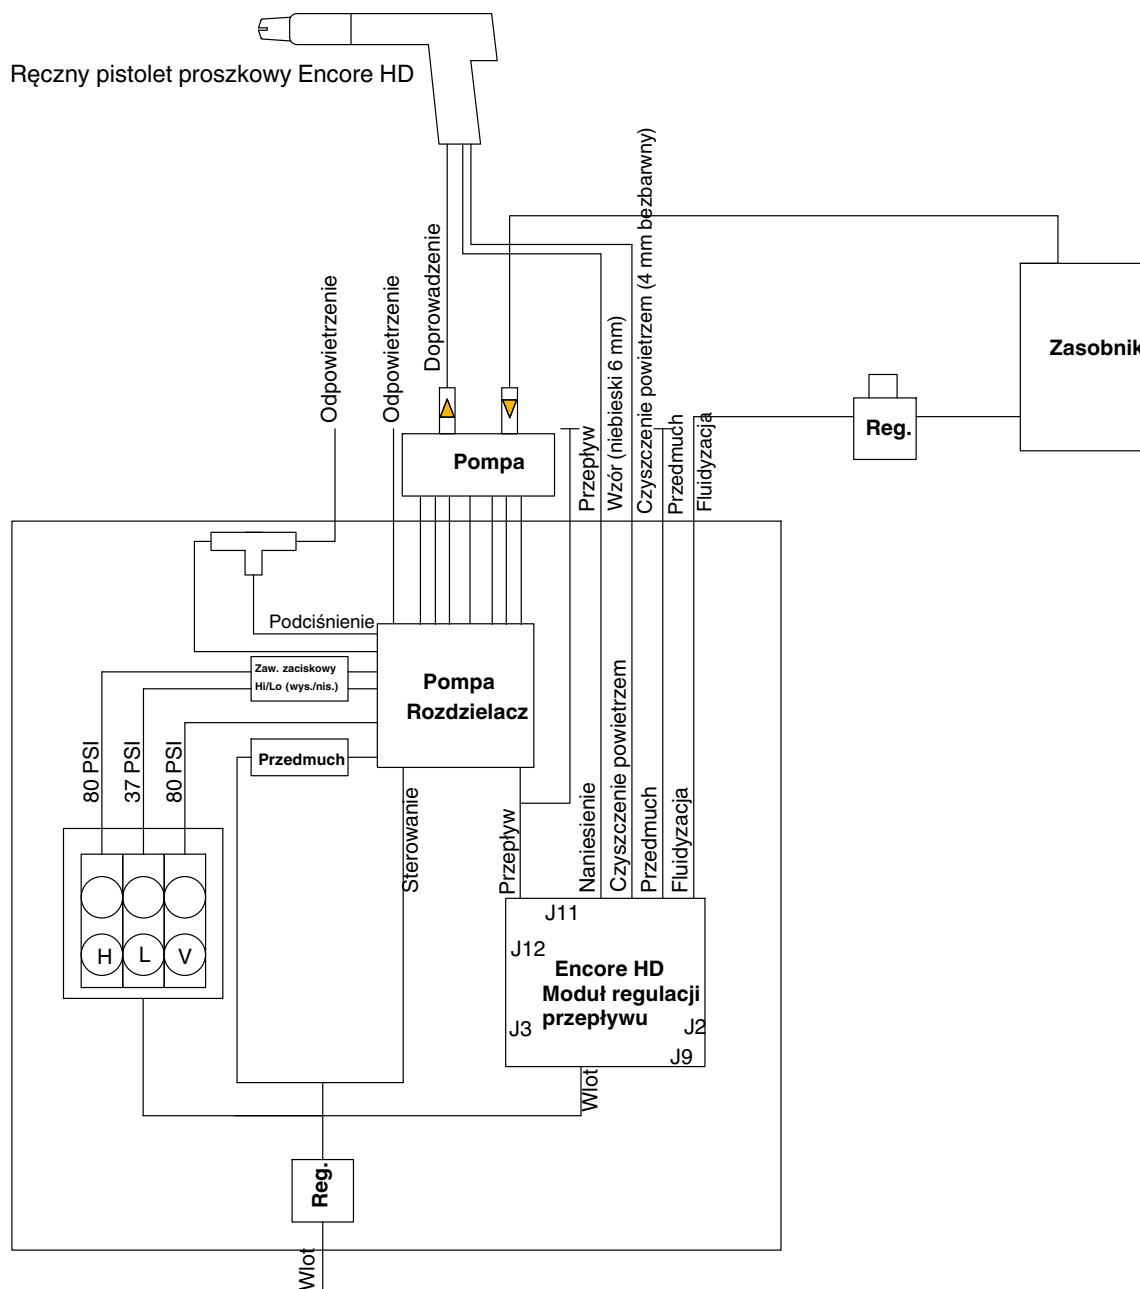 Ręczny pistolet proszkowy Encore HD
Odpowietrzenie
Odpowietrzenie
Doprowadzenie
Przepływ
Wzór (niebieski 6 mm)
Czyszczenie powietrzem (4 mm bezbarwny)
Przedmuch
Fluidyzacja
Zasobnik
Reg.
Pompa
Podciśnienie
Zaw. zaciskowy
Hi/Lo (wys./nis.)
Pompa
Rozdzielacz
Przedmuch
80 PSI
37 PSI
80 PSI
Sterowanie
Przepływ
Naniesienie
Czyszczenie powietrzem
Przedmuch
Fluidyzacja
H
L
V
J11
J12
Encore HD
Moduł regulacji
przepływu
J3
J2
J9
Wlot
Reg.
Wlot